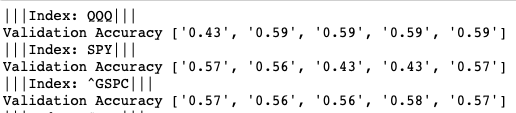 |||Index: QQQ|||
Validation Accuracy ['0.43', '0.59', '0.59', '0.59', '0.59']
|||Index: SPY|||
Validation Accuracy ['0.57', '0.56', '0.43', '0.43', '0.57']
|||Index: ^GSPC|||
Validation Accuracy ['0.57', '0.56', '0.56', '0.58', '0.57']